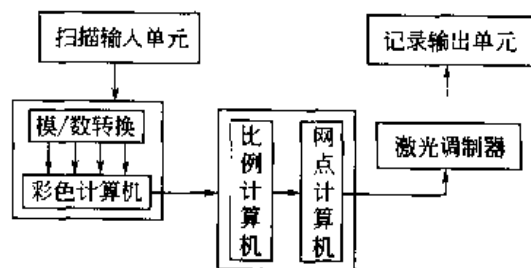 扫描输入单元
记录输出单元
模/数转换
彩色计算机
比例计算机
网点计算机
激光调制器